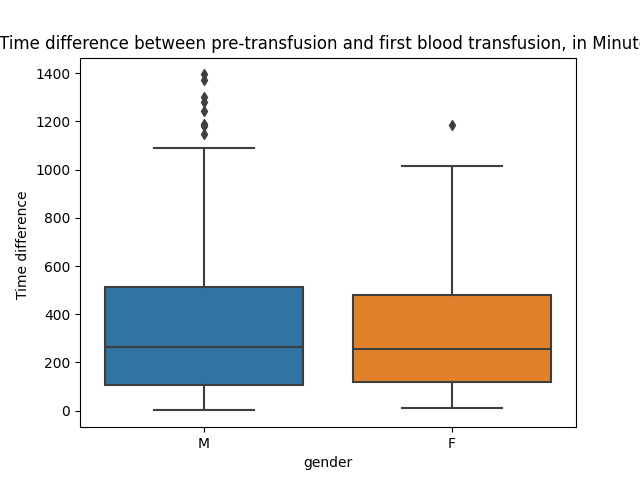 Time difference between pre-transfusion and first blood transfusion, in Minut
1400
1200
1000
800
600
400
200
0
Time difference
M
F
gender